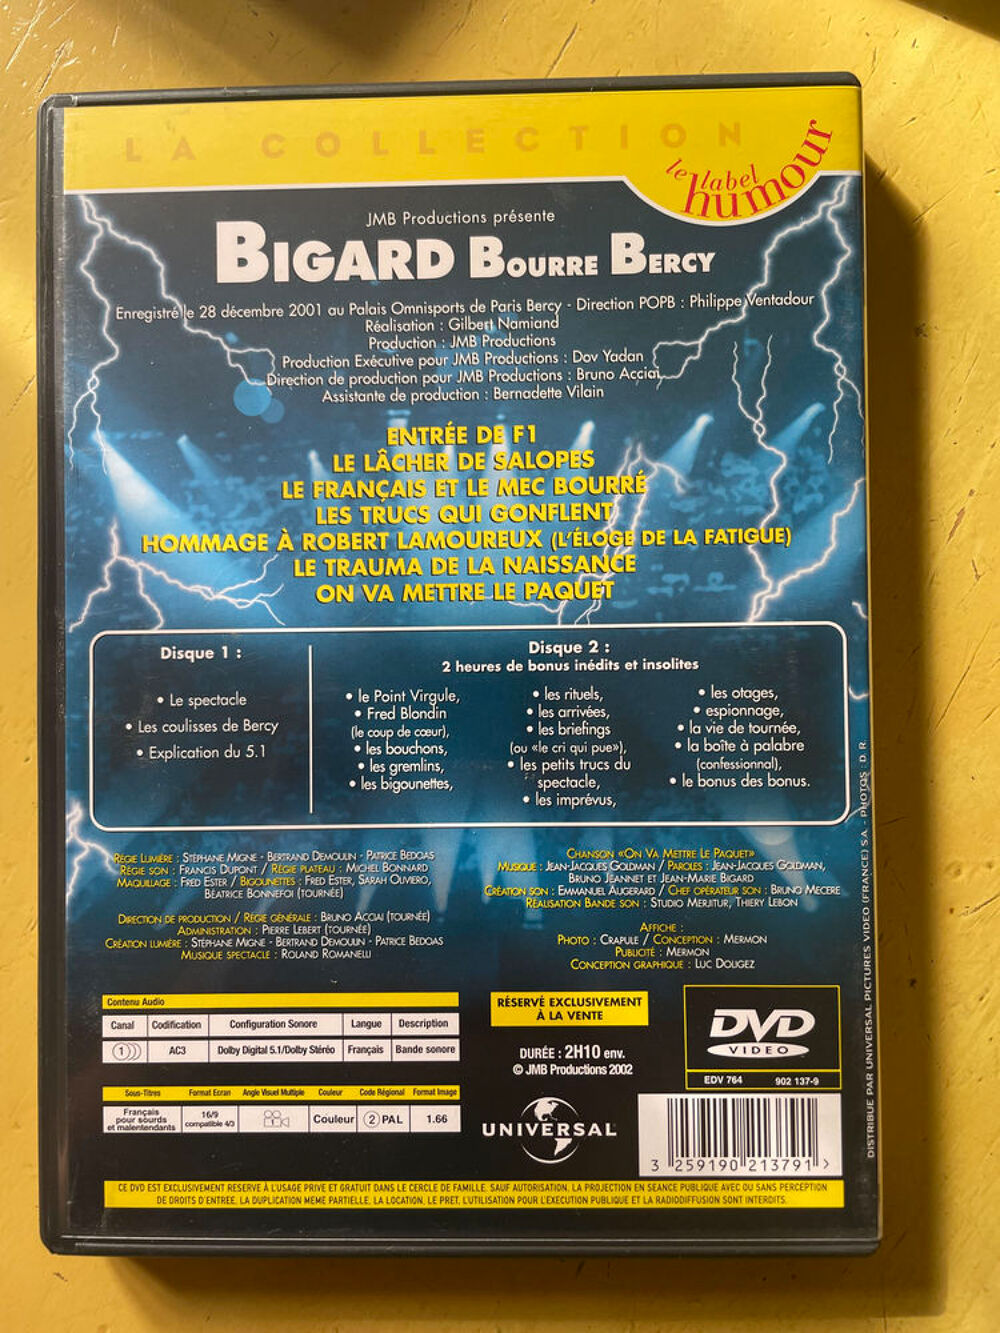 LA COLLECTION
le label
humour
JMB Productions présente
BIGARD BOURRE BERCY
Enregistré le 28 décembre 2001 au Palais Omnisports de Paris Bercy - Direction POPB : Philippe Ventadour
Réalisation : Gilbert Namiand
Production : JMB Productions
Production Exécutive pour JMB Productions : Dov Yadan
Direction de production pour JMB Productions : Bruno Acciai
Assistante de production : Bernadette Vilain
ENTRÉE DE F1
LE LÂCHER DE SALOPES
LE FRANÇAIS ET LE MEC BOURRÉ
LES TRUCS QUI GONFLENT
HOMMAGE À ROBERT LAMOUREUX (L'ÉLOGE DE LA FATIGUE)
LE TRAUMA DE LA NAISSANCE
ON VA METTRE LE PAQUET
Disque 1 :
• Le spectacle
• Les coulisses de Bercy
• Explication du 5.1
Disque 2 :
2 heures de bonus inédits et insolites
• le Point Virgule,
• Fred Blondin
(le coup de cœur),
• les bouchons,
• les gremlins,
• les bigounettes,
• les rituels,
• les arrivées,
• les briefings
(ou «le cri qui pue»),
• les petits trucs du
spectacle,
• les imprévus,
• les otages,
• espionnage,
• la vie de tournée,
• la boîte à palabre
(confessionnal),
• le bonus des bonus.
RÉGIE LUMIÈRE : STÉPHANE MIGNE - BERTRAND DEMOULIN - PATRICE BEDOAS
RÉGIE SON : FRANCIS DUPONT / RÉGIE PLATEAU : MICHEL BONNARD
MAQUILLAGE : FRED ESTER / BIGOUNETTES : FRED ESTER, SARAH OLIVIERO,
BÉATRICE BONNEFOI (TOURNÉE)
DIRECTION DE PRODUCTION / RÉGIE GÉNÉRALE : BRUNO ACCIAI (TOURNÉE)
ADMINISTRATION : PIERRE LEBERT (TOURNÉE)
CRÉATION LUMIÈRE : STÉPHANE MIGNE - BERTRAND DEMOULIN - PATRICE BEDOAS
MUSIQUE SPECTACLE : ROLAND ROMANELLI
CHANSON «ON VA METTRE LE PAQUET»
MUSIQUE : JEAN-JACQUES GOLDMAN / PAROLES : JEAN-JACQUES GOLDMAN,
BRUNO JEANNET ET JEAN-MARIE BIGARD
CRÉATION SON : EMMANUEL AUGERARD / CHEF OPÉRATEUR SON : BRUNO MECERE
RÉALISATION BANDE SON : STUDIO MERJITUR, THIERY LEBON
AFFICHE :
PHOTO : CRAPULE / CONCEPTION : MERMON
PUBLICITÉ : MERMON
CONCEPTION GRAPHIQUE : LUC DOUGEZ
Contenu Audio
Canal Codification Configuration Sonore Langue Description
1 AC3 Dolby Digital 5.1/Dolby Stéréo Français Bande sonore
Sous-Titres Format Ecran Angle Visuel Multiple Couleur Code Régional Format Image
Français pour sourds et malentendants 16/9 compatible 4/3 1 Couleur 2 PAL 1.66
RÉSERVÉ EXCLUSIVEMENT
À LA VENTE
DURÉE : 2H10 env.
© JMB Productions 2002
UNIVERSAL
DVD
VIDEO
EDV 764 902 137-9
3 259190 213791 >
CE DVD EST EXCLUSIVEMENT RESERVE A L'USAGE PRIVE ET GRATUIT DANS LE CERCLE DE FAMILLE. SAUF AUTORISATION, LA PROJECTION EN SEANCE PUBLIQUE AVEC OU SANS PERCEPTION
DE DROITS D'ENTREE, LA DUPLICATION MEME PARTIELLE, LA LOCATION, LE PRET, L'UTILISATION POUR L'EXECUTION PUBLIQUE ET LA RADIODIFFUSION SONT INTERDITS.
DISTRIBUE PAR UNIVERSAL PICTURES VIDEO (FRANCE) S.A. - PHOTOS : D.R.